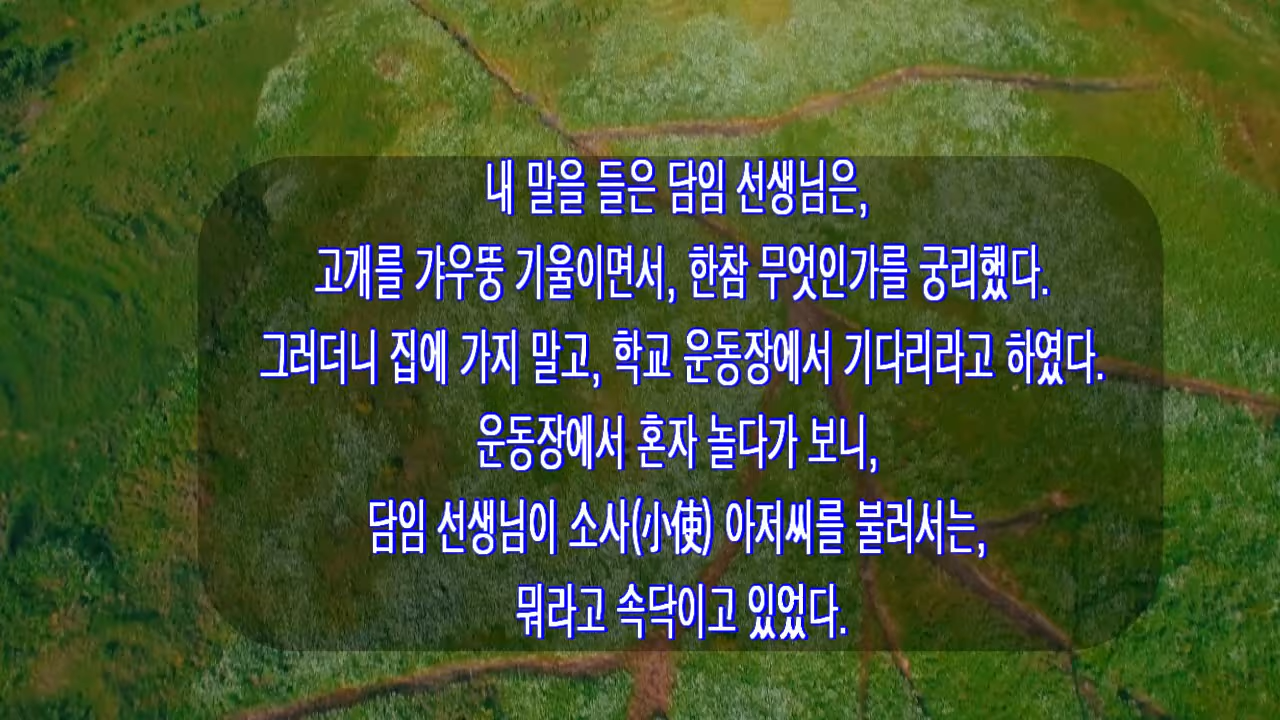 내 말을 들은 담임 선생님은,
고개를 갸우뚱 기울이면서, 한참 무엇인가를 궁리했다.
그러더니 집에 가지 말고, 학교 운동장에서 기다리라고 하였다.
운동장에서 혼자 놀다가 보니,
담임 선생님이 소사(小使) 아저씨를 불러서는,
뭐라고 속닥이고 있었다.